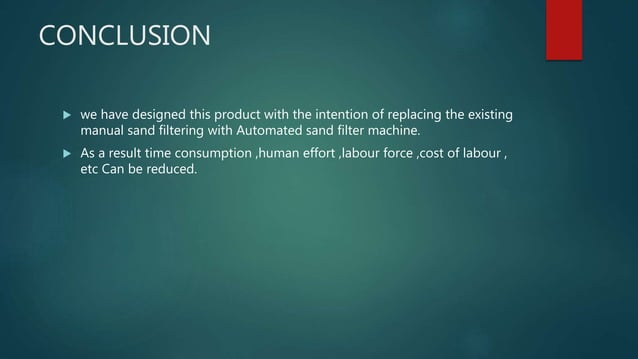 CONCLUSION
we have designed this product with the intention of replacing the existing
manual sand filtering with Automated sand filter machine.
As a result time consumption ,human effort ,labour force ,cost of labour ,
etc Can be reduced.